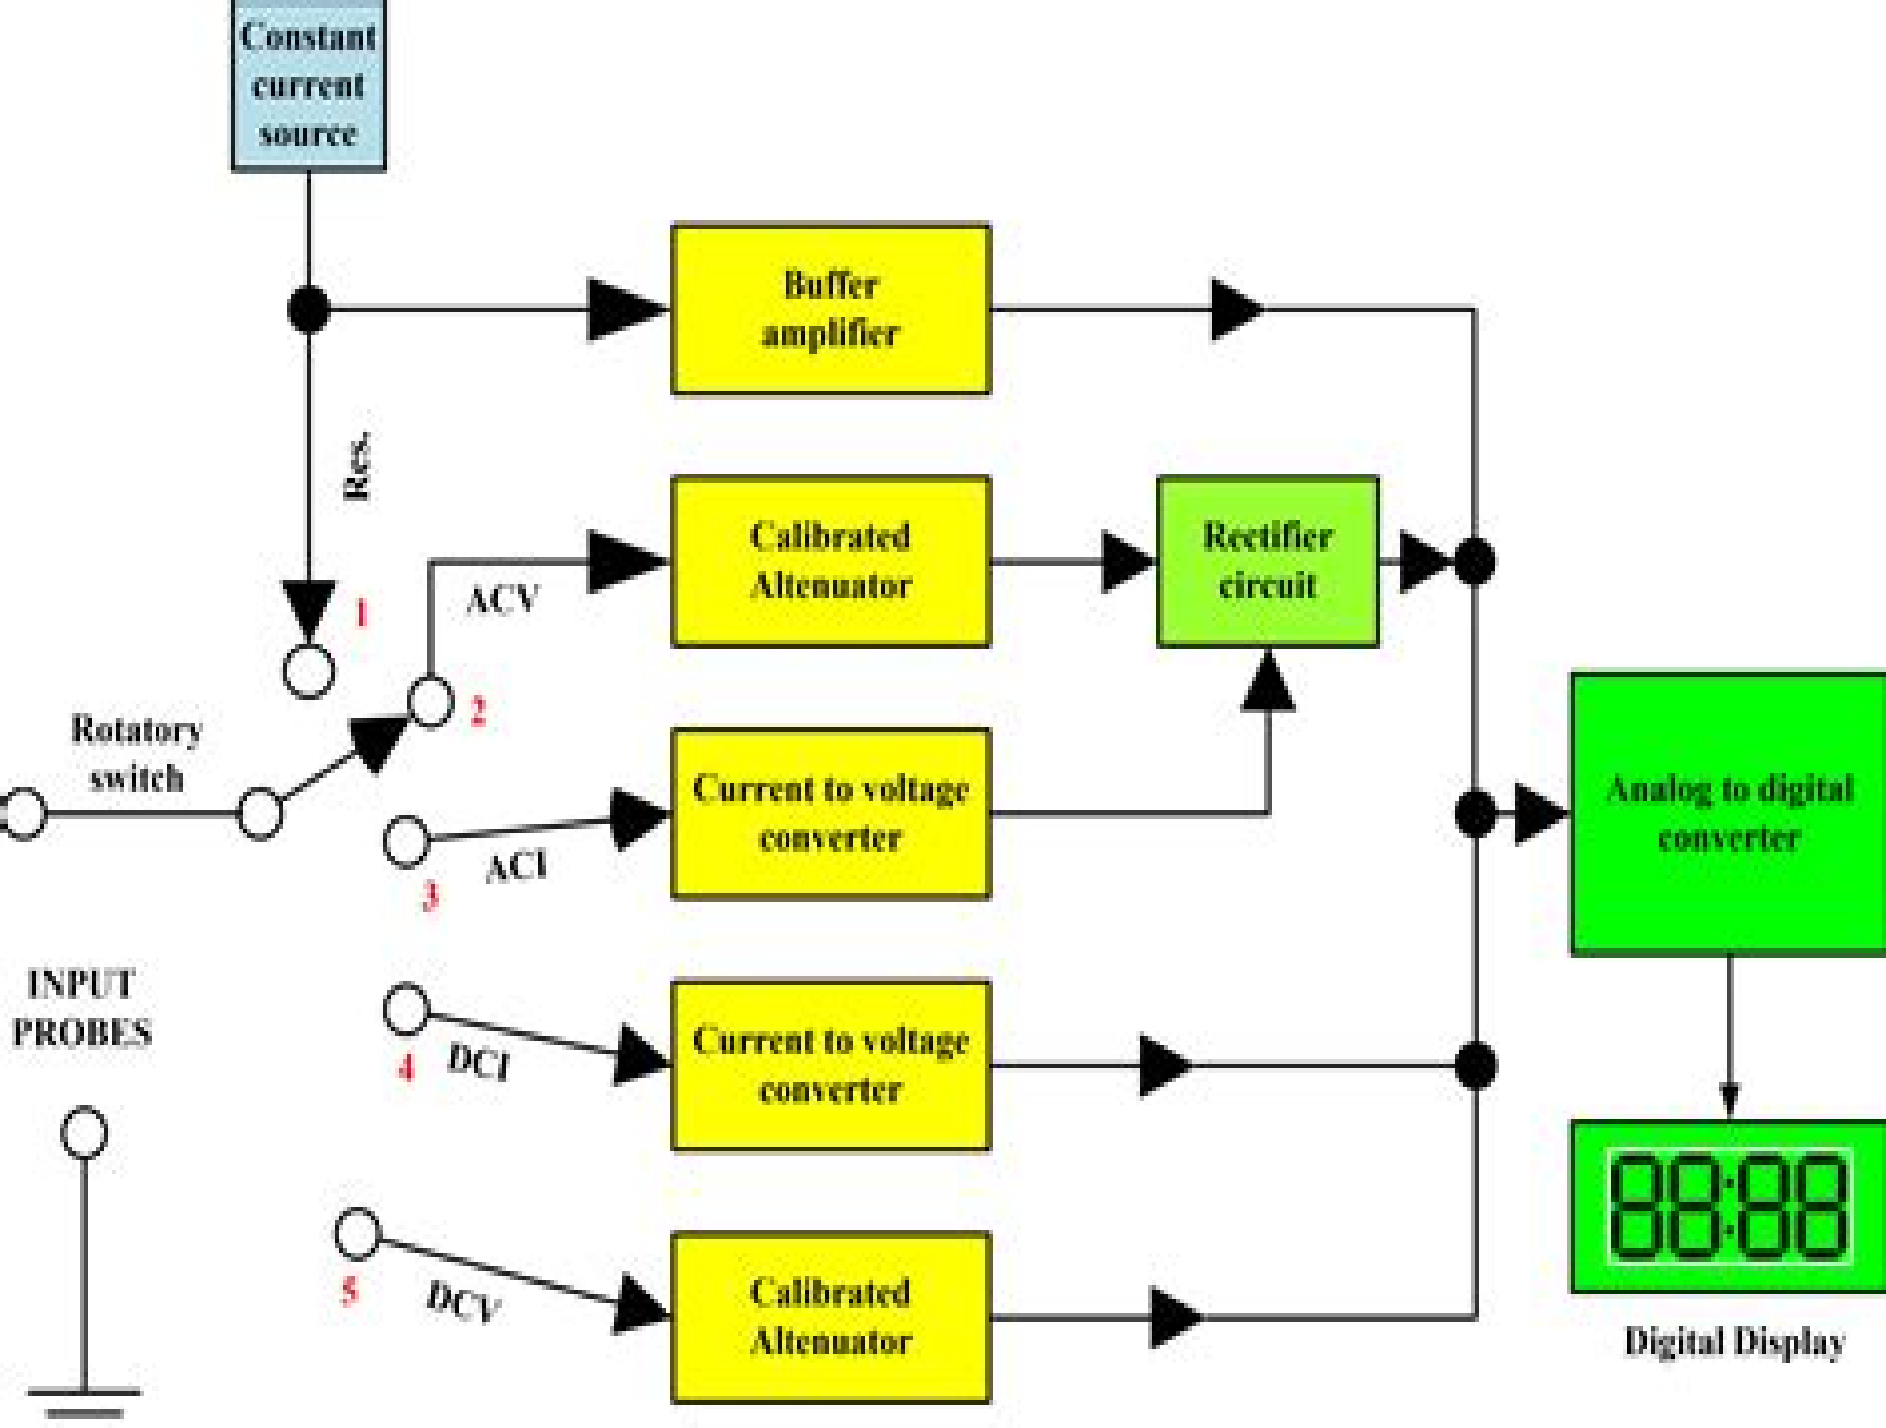 Constant
current
source
Buffer
amplifier
Res.
1
ACV
Calibrated
Altenuator
Rectifier
circuit
2
Rotatory
switch
Current to voltage
converter
ACI
3
Analog to digital
converter
INPUT
PROBES
4
DCI
Current to voltage
converter
5
DCV
Calibrated
Altenuator
88:88
Digital Display